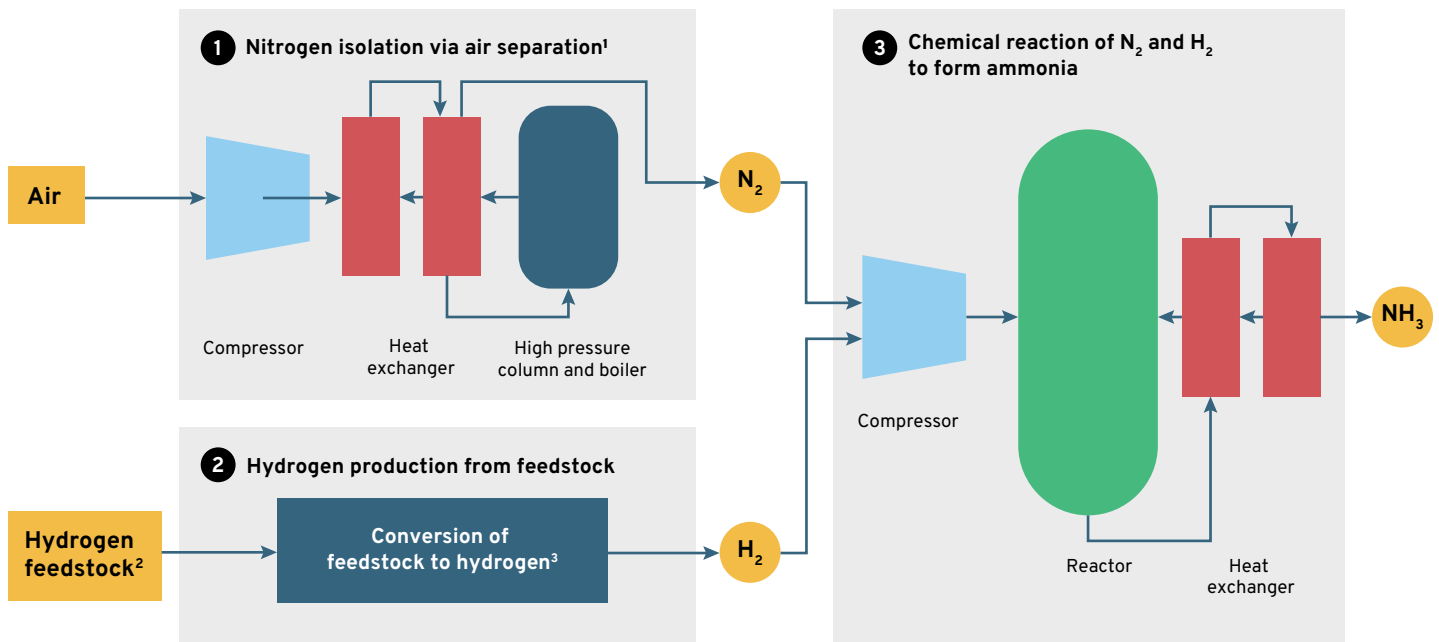 1 Nitrogen isolation via air separation¹
Air
Compressor
Heat
exchanger
High pressure
column and boiler
N₂
2 Hydrogen production from feedstock
Hydrogen
feedstock²
Conversion of
feedstock to hydrogen³
H₂
3 Chemical reaction of N₂ and H₂
to form ammonia
Compressor
Reactor
Heat
exchanger
NH₃